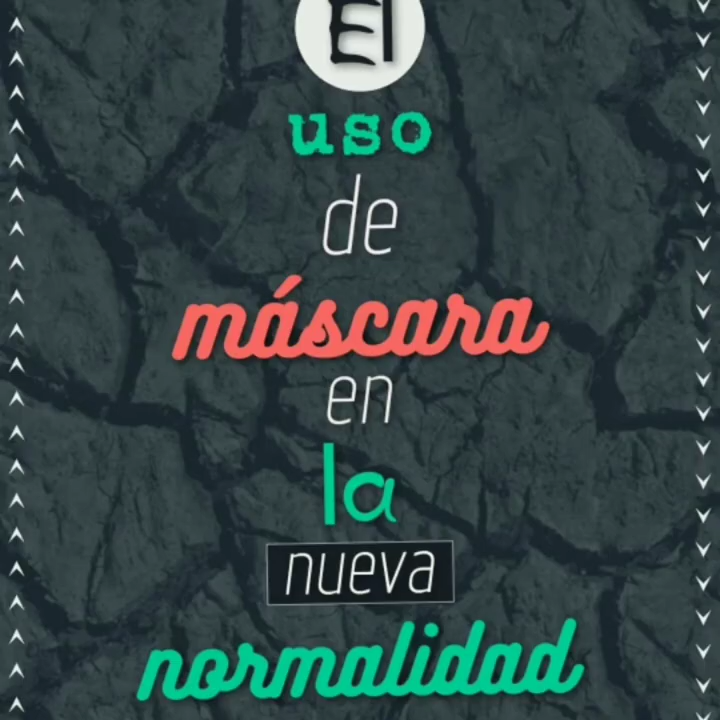 El
uso
de
máscara
en
la
nueva
normalidad